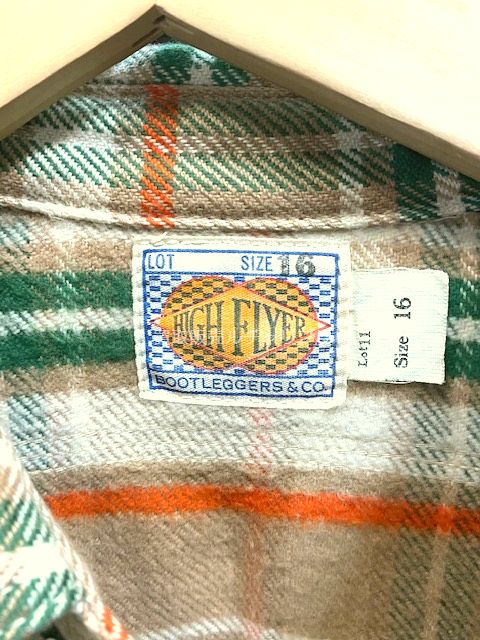 LOT SIZE 16
HIGH FLYER
BOOTLEGGERS & CO.
Lot11
Size 16